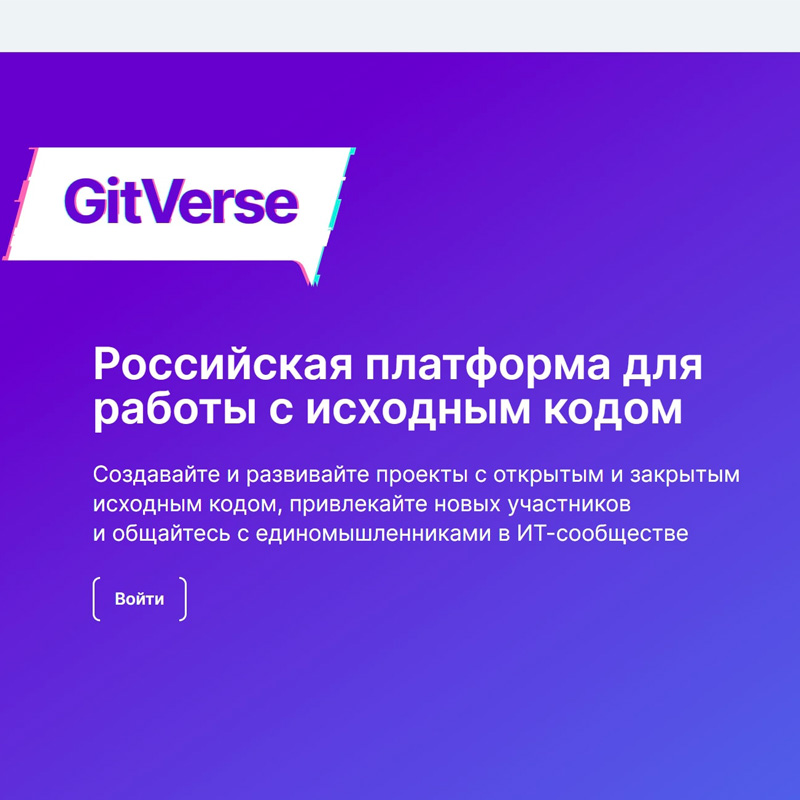 GitVerse
Российская платформа для
работы с исходным кодом
Создавайте и развивайте проекты с открытым и закрытым
исходным кодом, привлекайте новых участников
и общайтесь с единомышленниками в ИТ-сообществе
Войти